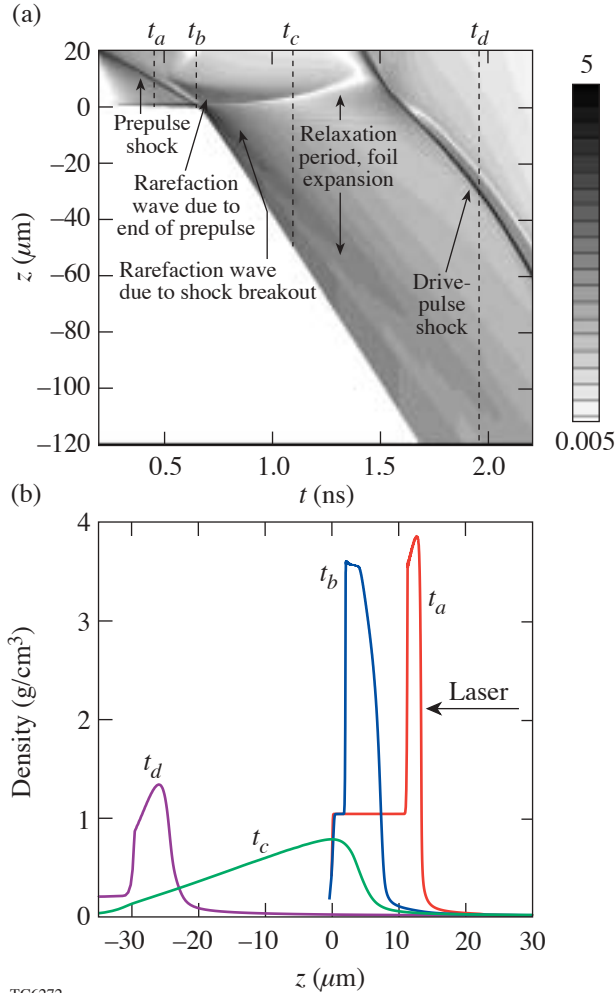 (a)
t_a t_b t_c t_d
20
0
–20
–40
–60
–80
–100
–120
z (μm)
Prepulse
shock
Rarefaction
wave due to
end of prepulse
Rarefaction wave
due to shock breakout
Relaxation
period, foil
expansion
Drive-
pulse
shock
5
0.005
0.5 1.0 1.5 2.0
t (ns)
(b)
4
3
2
1
0
Density (g/cm³)
t_b
t_a
Laser
t_d
t_c
–30 –20 –10 0 10 20 30
z (μm)